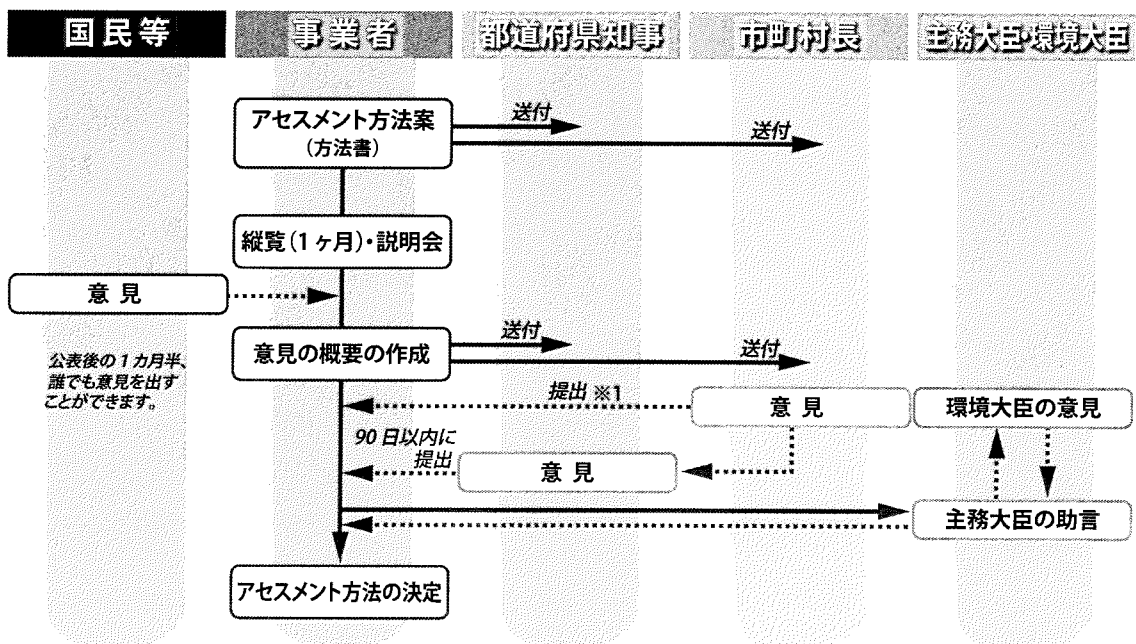 国民等
事業者
都道府県知事
市町村長
主務大臣・環境大臣
アセスメント方法案
(方法書)
送付
送付
縦覧(1ヶ月)・説明会
意見
公表後の1カ月半、
誰でも意見を出す
ことができます。
意見の概要の作成
送付
送付
提出 ※1
意見
環境大臣の意見
90日以内に
提出
意見
主務大臣の助言
アセスメント方法の決定